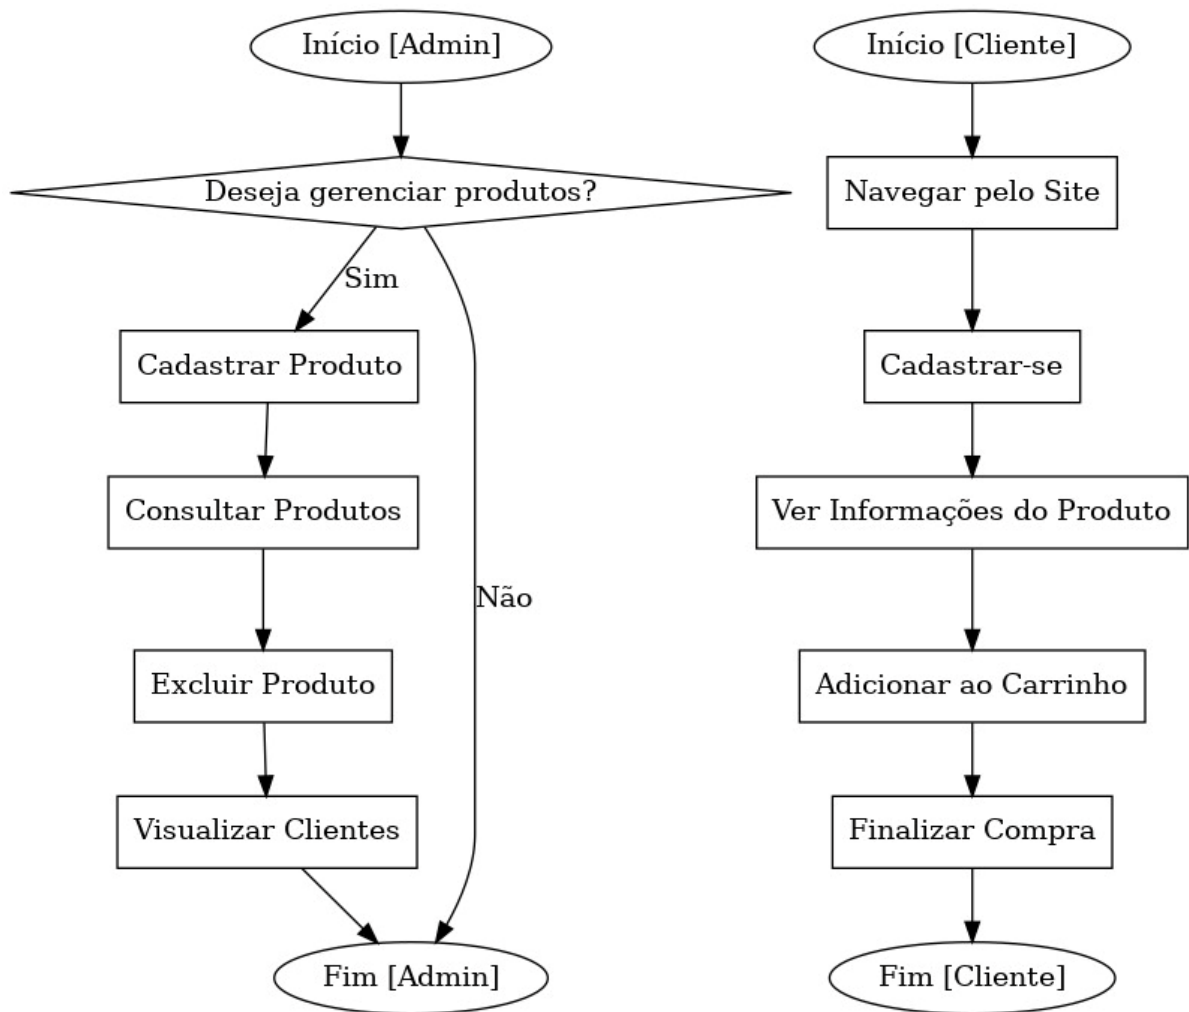 Início [Admin]
Deseja gerenciar produtos?
Sim
Cadastrar Produto
Consultar Produtos
Não
Excluir Produto
Visualizar Clientes
Fim [Admin]
Início [Cliente]
Navegar pelo Site
Cadastrar-se
Ver Informações do Produto
Adicionar ao Carrinho
Finalizar Compra
Fim [Cliente]